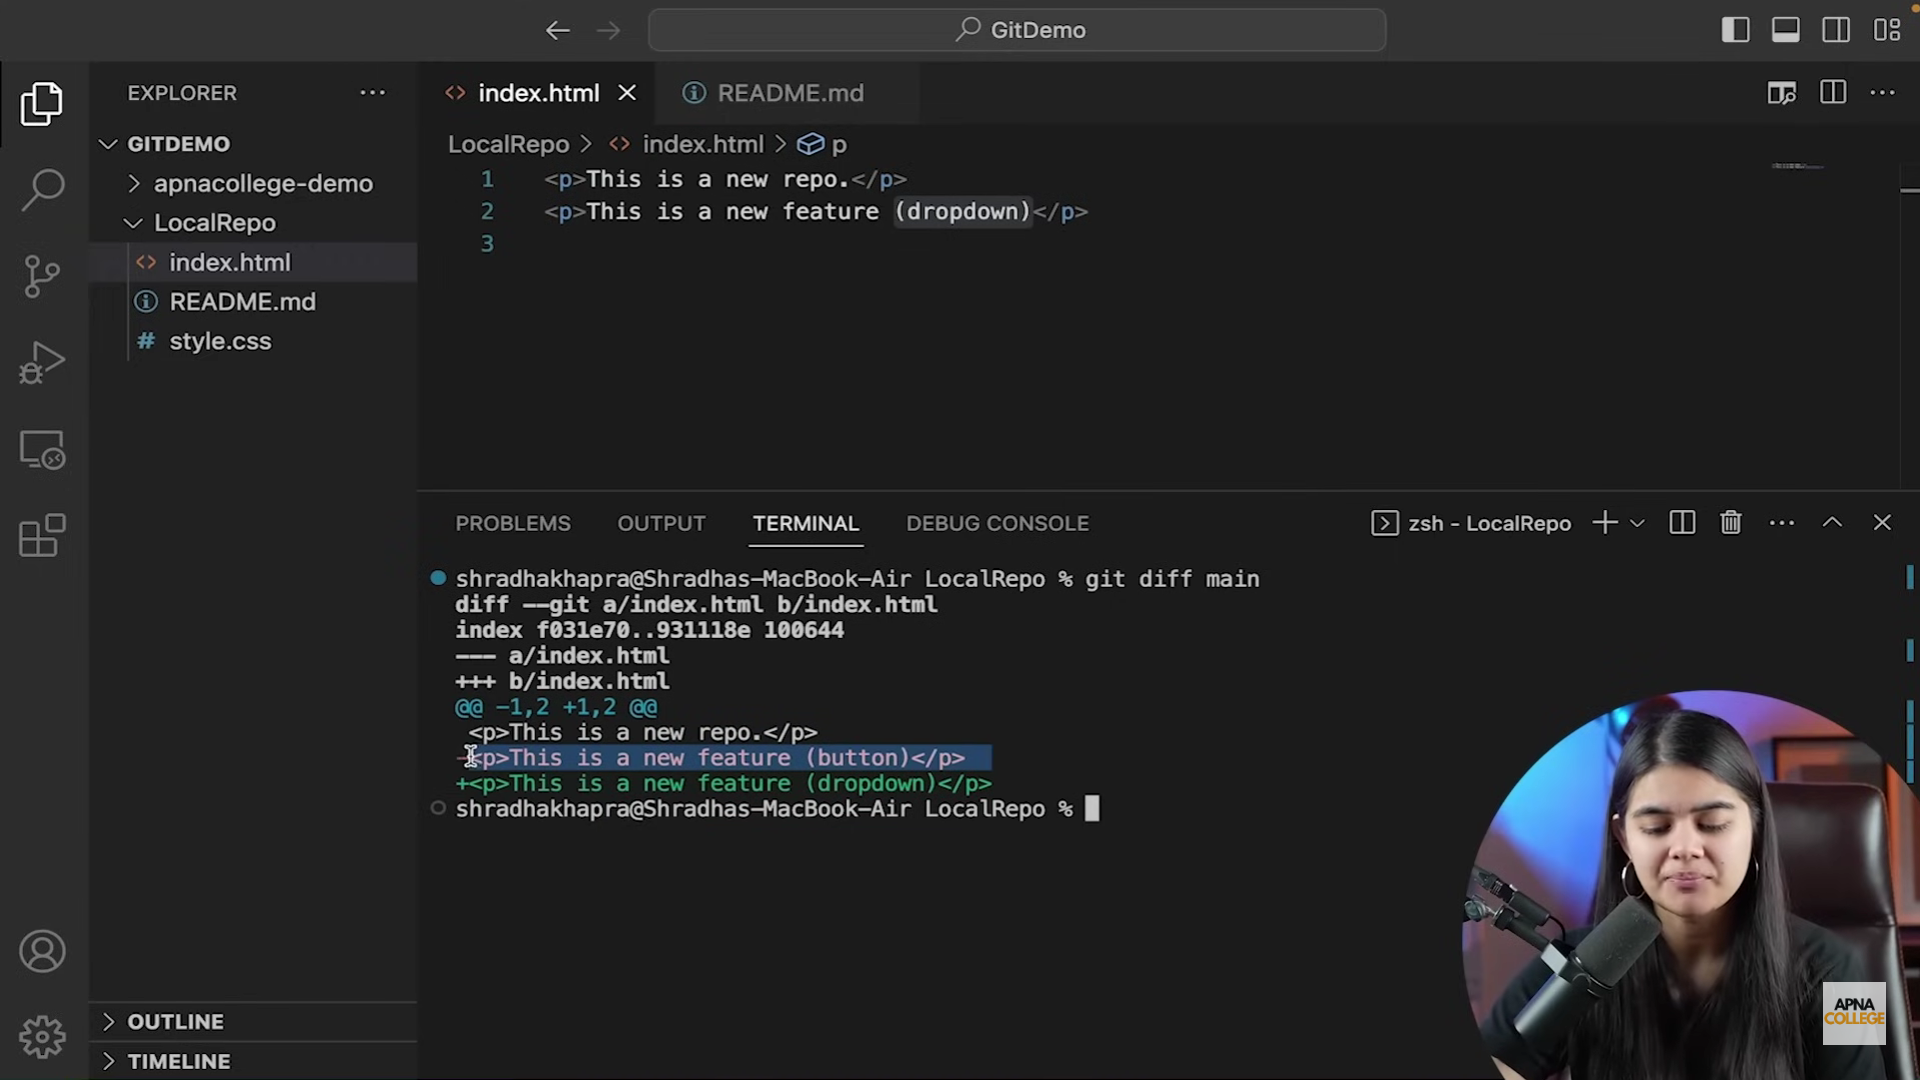 GitDemo
EXPLORER
index.html
README.md
GITDEMO
LocalRepo > index.html > p
apnacollege-demo
LocalRepo
index.html
README.md
style.css
1 <p>This is a new repo.</p>
2 <p>This is a new feature (dropdown)</p>
3
PROBLEMS OUTPUT TERMINAL DEBUG CONSOLE zsh - LocalRepo
shradhakhapra@Shradhas-MacBook-Air LocalRepo % git diff main
diff --git a/index.html b/index.html
index f031e70..931118e 100644
--- a/index.html
+++ b/index.html
@@ -1,2 +1,2 @@
<p>This is a new repo.</p>
-<p>This is a new feature (button)</p>
+<p>This is a new feature (dropdown)</p>
shradhakhapra@Shradhas-MacBook-Air LocalRepo %
OUTLINE
TIMELINE
APNA
COLLEGE